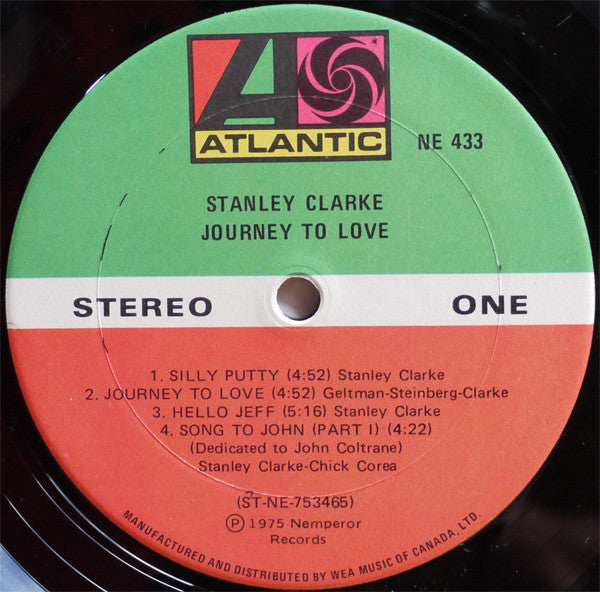 ATLANTIC
NE 433
STANLEY CLARKE
JOURNEY TO LOVE
STEREO
ONE
1. SILLY PUTTY (4:52) Stanley Clarke
2. JOURNEY TO LOVE (4:52) Geltman-Steinberg-Clarke
3. HELLO JEFF (5:16) Stanley Clarke
4. SONG TO JOHN (PART I) (4:22)
(Dedicated to John Coltrane)
Stanley Clarke-Chick Corea
(ST-NE-753465)
Ⓟ 1975 Nemperor
Records
MANUFACTURED AND DISTRIBUTED BY WEA MUSIC OF CANADA, LTD.